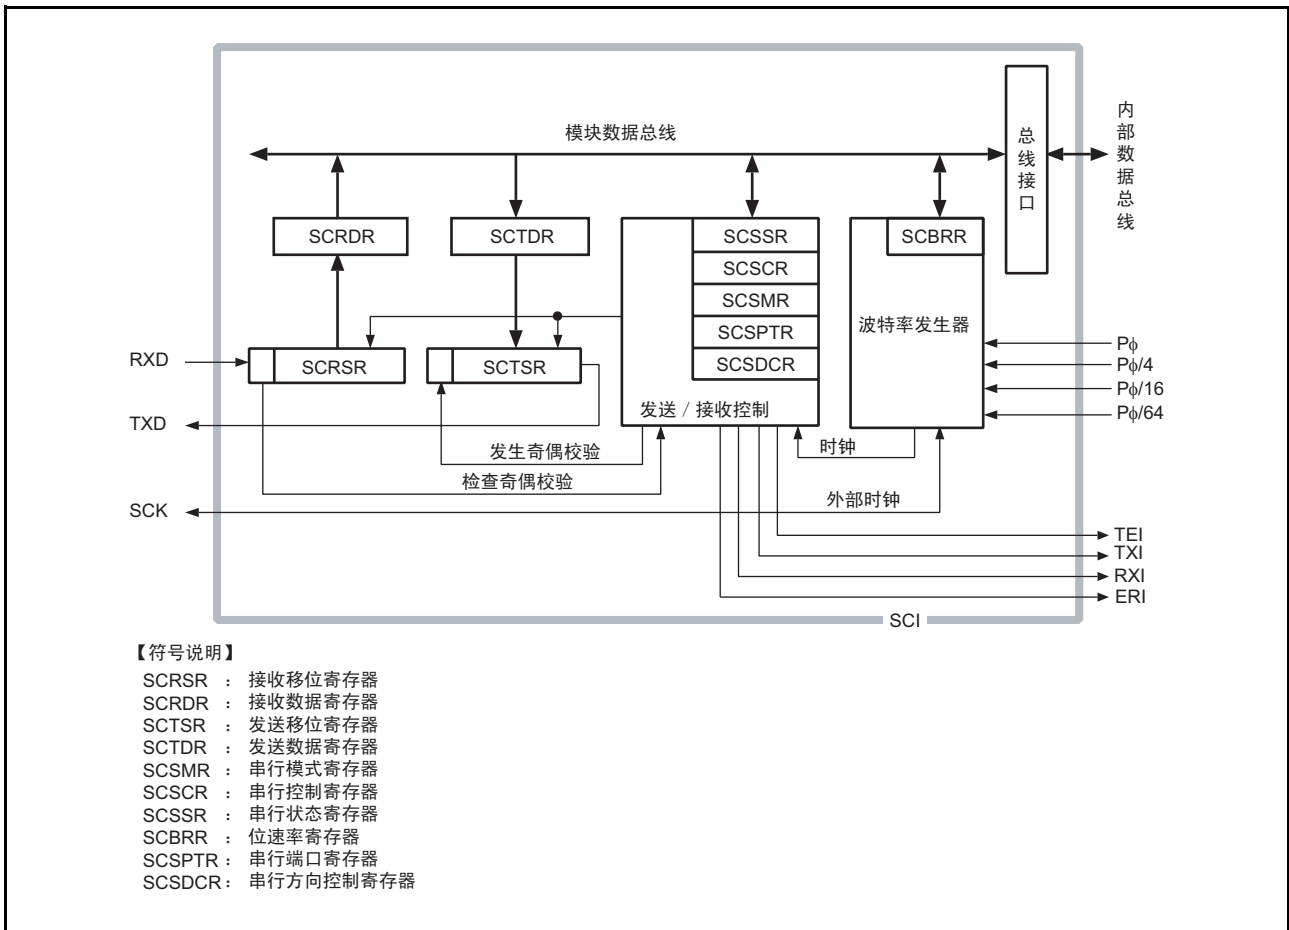 模块数据总线
总线接口
内部数据总线
SCRDR
SCTDR
SCSSR
SCSCR
SCSMR
SCSPTR
SCSDCR
发送 / 接收控制
SCBRR
波特率发生器
RXD
SCRSR
SCTSR
TXD
SCK
Pφ
Pφ/4
Pφ/16
Pφ/64
发生奇偶校验
检查奇偶校验
时钟
外部时钟
TEI
TXI
RXI
ERI
SCI
【符号说明】
SCRSR : 接收移位寄存器
SCRDR : 接收数据寄存器
SCTSR : 发送移位寄存器
SCTDR : 发送数据寄存器
SCSMR : 串行模式寄存器
SCSCR : 串行控制寄存器
SCSSR : 串行状态寄存器
SCBRR : 位速率寄存器
SCSPTR : 串行端口寄存器
SCSDCR : 串行方向控制寄存器